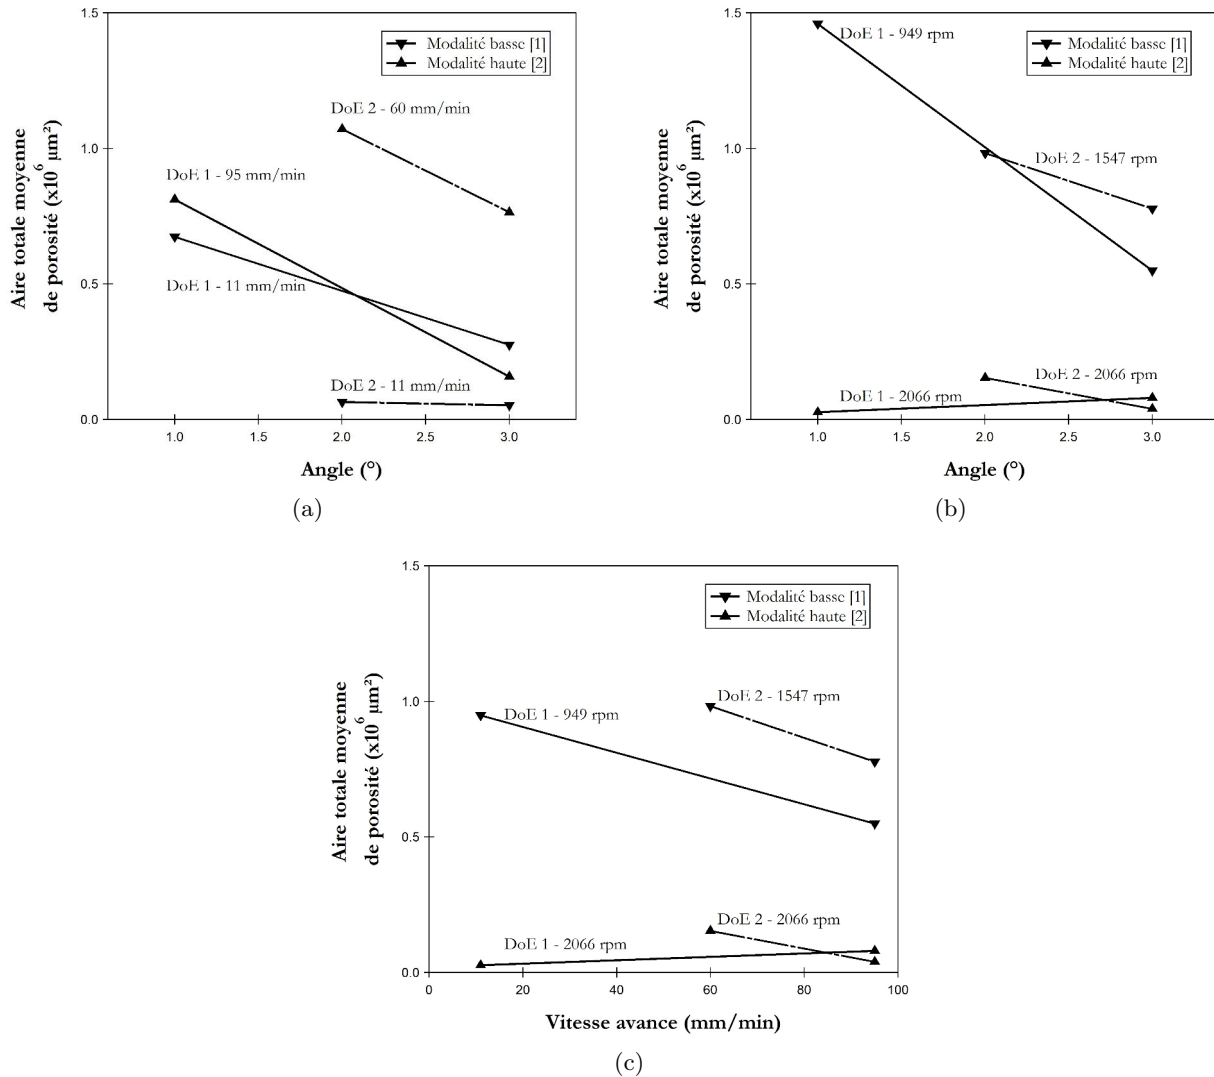 1.5
1.0
0.5
0.0
1.0
1.5
2.0
2.5
3.0
Aire totale moyenne
de porosité (x10⁶ µm²)
Angle (°)
Modalité basse [1]
Modalité haute [2]
DoE 2 - 60 mm/min
DoE 1 - 95 mm/min
DoE 1 - 11 mm/min
DoE 2 - 11 mm/min
(a)
1.5
1.0
0.5
0.0
1.0
1.5
2.0
2.5
3.0
Aire totale moyenne
de porosité (x10⁶ µm²)
Angle (°)
Modalité basse [1]
Modalité haute [2]
DoE 1 - 949 rpm
DoE 2 - 1547 rpm
DoE 2 - 2066 rpm
DoE 1 - 2066 rpm
(b)
1.5
1.0
0.5
0.0
0
20
40
60
80
100
Aire totale moyenne
de porosité (x10⁶ µm²)
Vitesse avance (mm/min)
Modalité basse [1]
Modalité haute [2]
DoE 2 - 1547 rpm
DoE 1 - 949 rpm
DoE 2 - 2066 rpm
DoE 1 - 2066 rpm
(c)